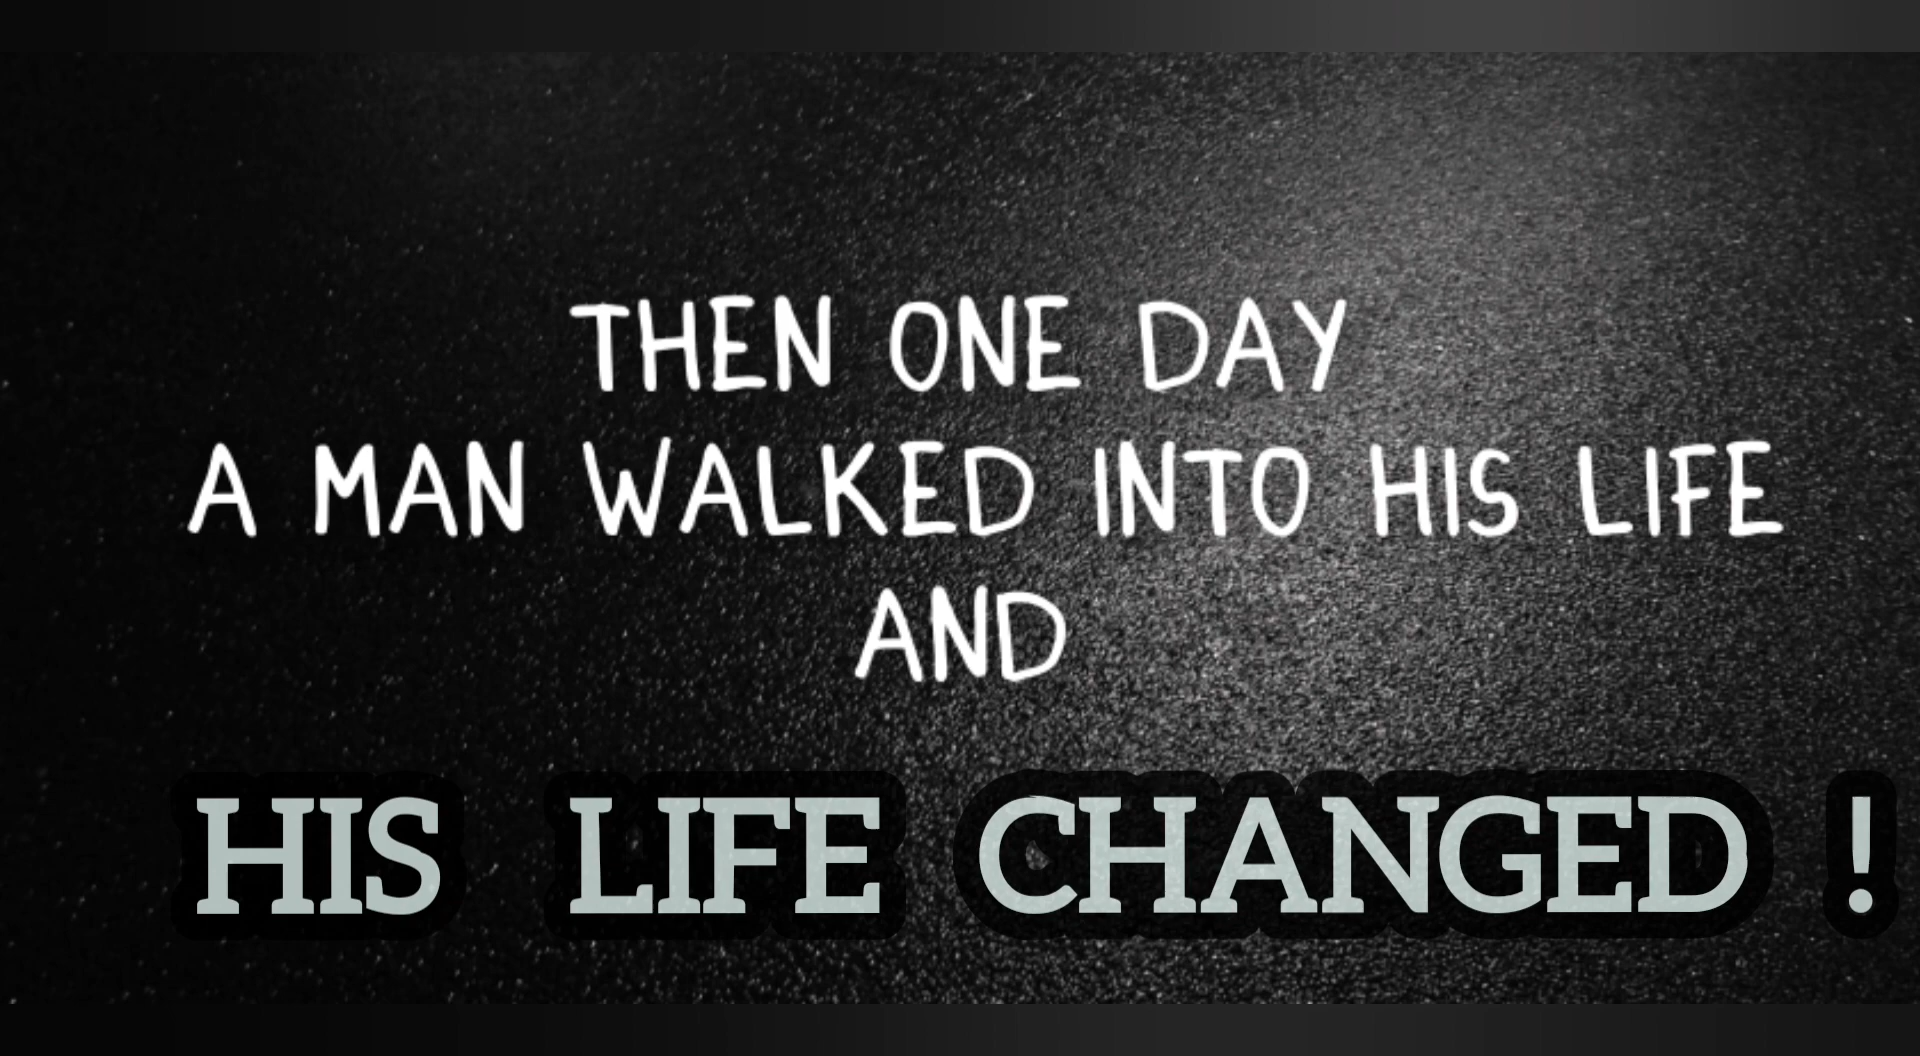 THEN ONE DAY
A MAN WALKED INTO HIS LIFE
AND
HIS LIFE CHANGED !